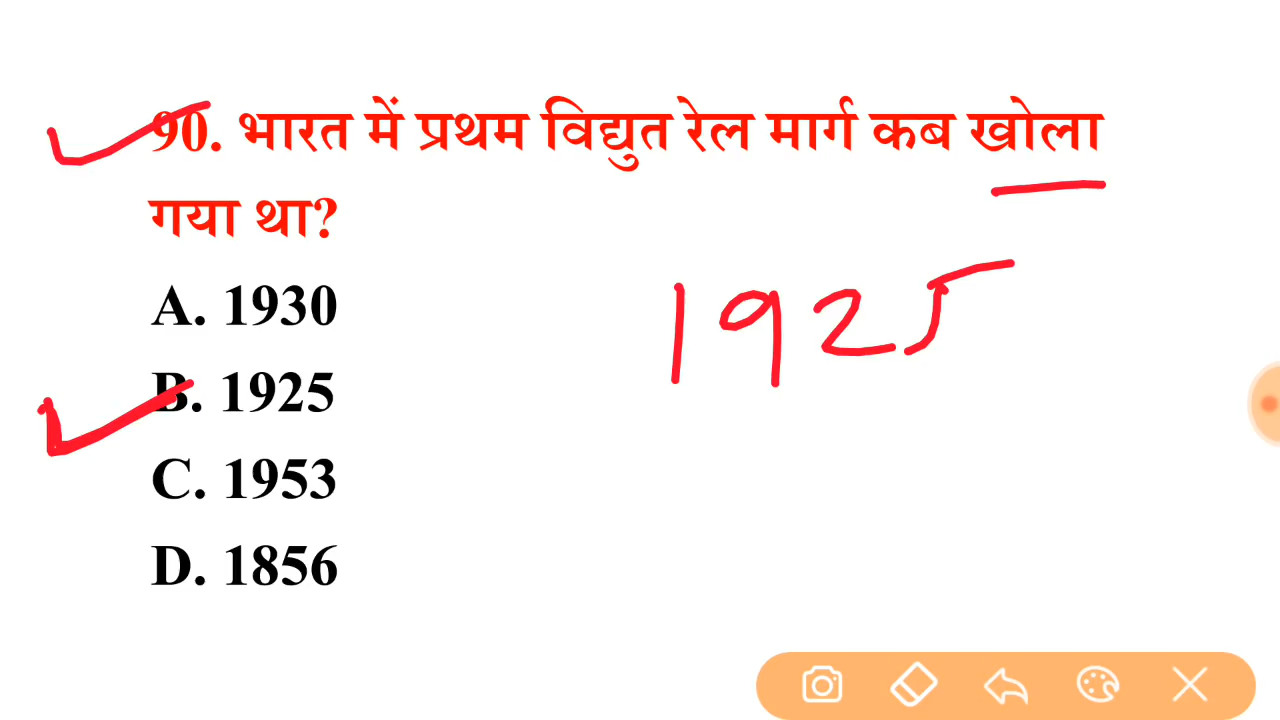 90. भारत में प्रथम विद्युत रेल मार्ग कब खोला
गया था?
A. 1930
1925
B. 1925
C. 1953
D. 1856